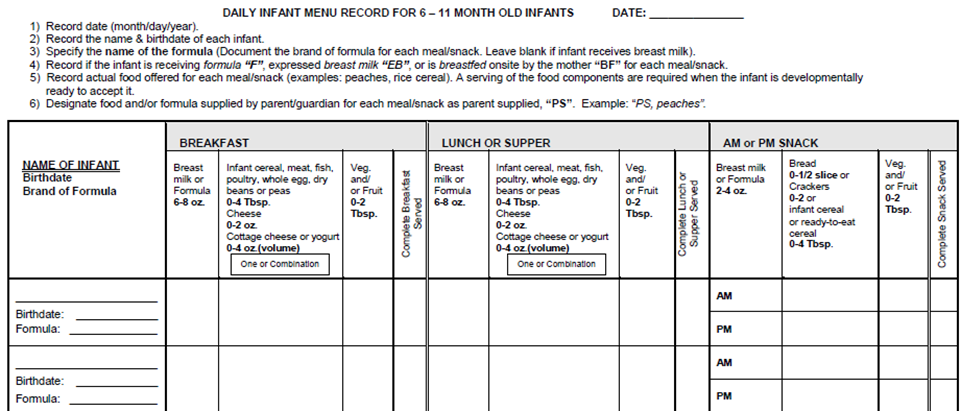 DAILY INFANT MENU RECORD FOR 6 – 11 MONTH OLD INFANTS DATE: _______________
1) Record date (month/day/year).
2) Record the name & birthdate of each infant.
3) Specify the name of the formula (Document the brand of formula for each meal/snack. Leave blank if infant receives breast milk).
4) Record if the infant is receiving formula “F”, expressed breast milk “EB”, or is breastfed onsite by the mother “BF” for each meal/snack.
5) Record actual food offered for each meal/snack (examples: peaches, rice cereal). A serving of the food components are required when the infant is developmentally
ready to accept it.
6) Designate food and/or formula supplied by parent/guardian for each meal/snack as parent supplied, “PS”. Example: “PS, peaches”.
NAME OF INFANT
Birthdate
Brand of Formula
BREAKFAST
Breast
milk or
Formula
6-8 oz.
Infant cereal, meat, fish,
poultry, whole egg, dry
beans or peas
0-4 Tbsp.
Cheese
0-2 oz.
Cottage cheese or yogurt
0-4 oz.(volume)
One or Combination
Veg.
and/
or Fruit
0-2
Tbsp.
Complete Breakfast
Served
LUNCH OR SUPPER
Breast
milk or
Formula
6-8 oz.
Infant cereal, meat, fish,
poultry, whole egg, dry
beans or peas
0-4 Tbsp.
Cheese
0-2 oz.
Cottage cheese or yogurt
0-4 oz.(volume)
One or Combination
Veg.
and/
or Fruit
0-2
Tbsp.
Complete Lunch or
Supper Served
AM or PM SNACK
Breast milk
or Formula
2-4 oz.
Bread
0-1/2 slice or
Crackers
0-2 or
infant cereal
or ready-to-eat
cereal
0-4 Tbsp.
Veg.
and/
or Fruit
0-2
Tbsp.
Complete Snack Served
Birthdate: ____________
Formula: ____________
AM
PM
Birthdate: ____________
Formula: ____________
AM
PM